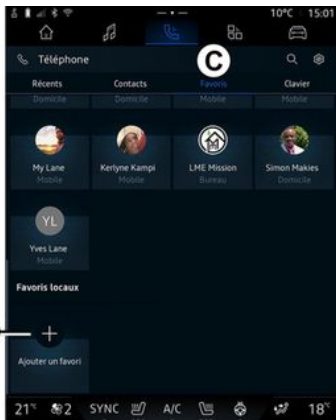 10°C 15:01
Téléphone
C
Récents Contacts Favoris Clavier
Domicile Domicile Mobile Mobile
My Lane Kerlyne Kampi LME Mission Simon Makies
Mobile Mobile Bureau Domicile
YL
Yves Lane
Mobile
Favoris locaux
Ajouter un favori
21°C 2 SYNC A/C 18°C